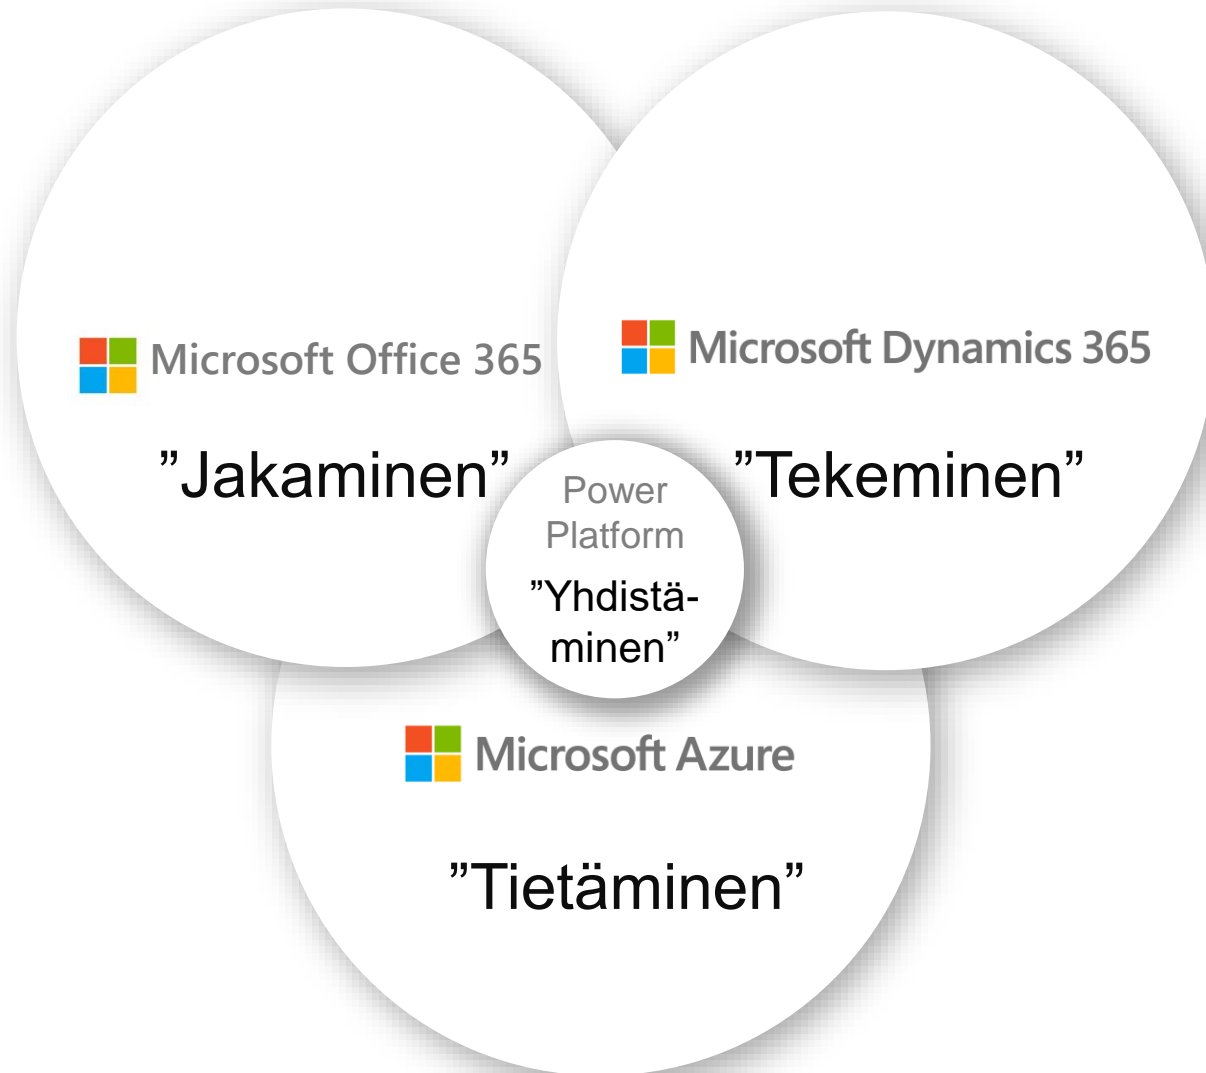 Microsoft Office 365
Microsoft Dynamics 365
”Jakaminen”
”Tekeminen”
Power
Platform
”Yhdistä-
minen”
Microsoft Azure
”Tietäminen”